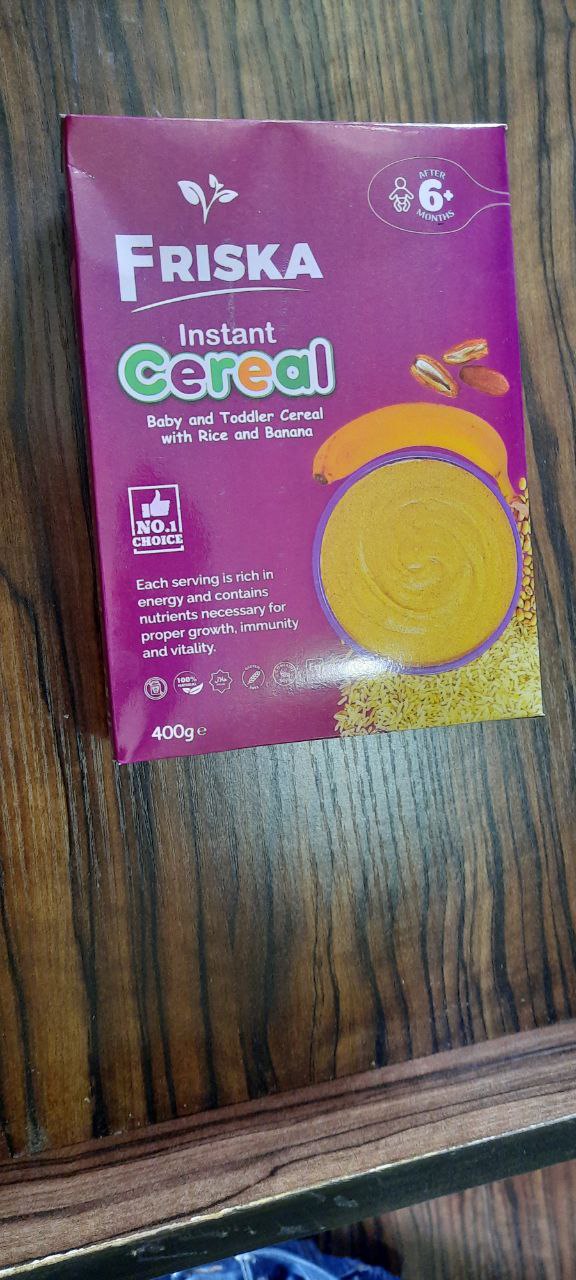 AFTER
6+
MONTHS
FRISKA
Instant
Cereal
Baby and Toddler Cereal
with Rice and Banana
NO.1
CHOICE
Each serving is rich in
energy and contains
nutrients necessary for
proper growth, immunity
and vitality.
100%
400g e